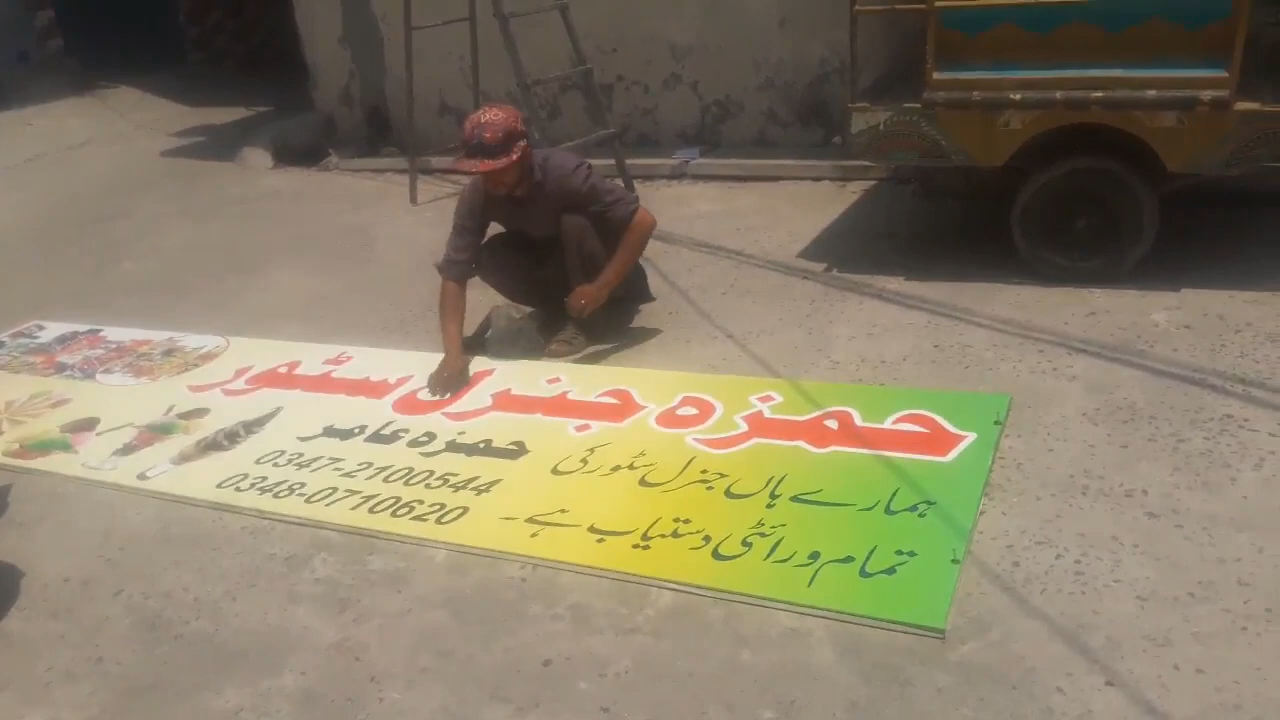 حمزہ جنرل سٹور
ہمارے ہاں جنرل سٹور کی
تمام ورائٹی دستیاب ہے۔
حمزہ عامر
0347-2100544
0348-0710620